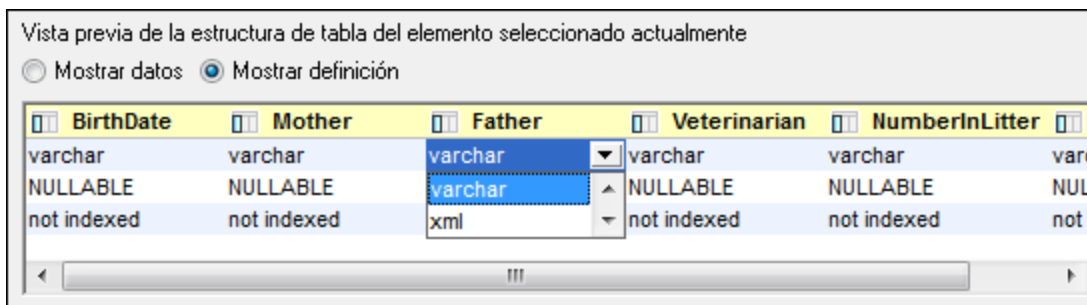 Vista previa de la estructura de tabla del elemento seleccionado actualmente
Mostrar datos Mostrar definición
BirthDate Mother Father Veterinarian NumberInLitter
varchar varchar varchar varchar varchar
NULLABLE NULLABLE varchar NULLABLE NULLABLE
not indexed not indexed xml not indexed not indexed not